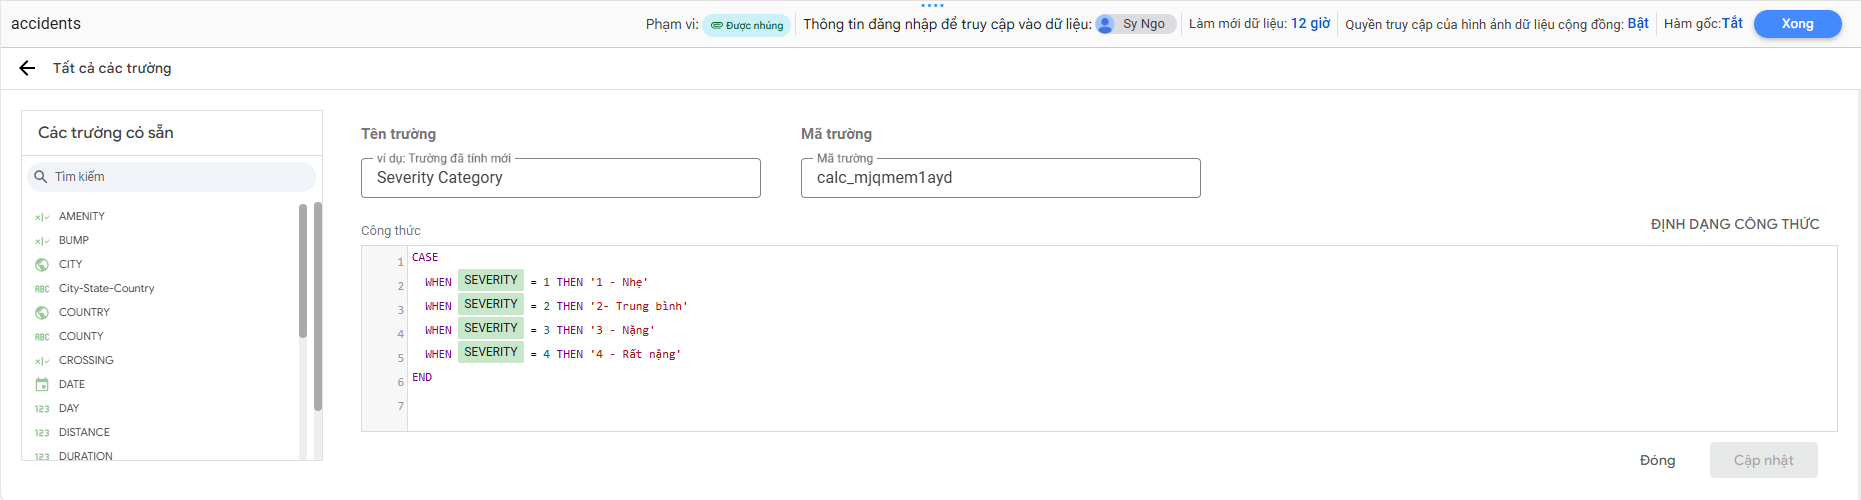 accidents
Phạm vi: Được nhúng Thông tin đăng nhập để truy cập vào dữ liệu: Sy Ngo Làm mới dữ liệu: 12 giờ Quyền truy cập của hình ảnh dữ liệu cộng đồng: Bật Hàm gốc:Tắt Xong
Tất cả các trường
Các trường có sẵn
Tìm kiếm
AMENITY
BUMP
CITY
ABC City-State-Country
COUNTRY
ABC COUNTY
CROSSING
DATE
123 DAY
123 DISTANCE
123 DURATION
Tên trường
ví dụ: Trường đã tính mới
Severity Category
Mã trường
Mã trường
calc_mjqmem1ayd
ĐỊNH DẠNG CÔNG THỨC
Công thức
1 CASE
2 WHEN SEVERITY = 1 THEN '1 - Nhẹ'
3 WHEN SEVERITY = 2 THEN '2- Trung bình'
4 WHEN SEVERITY = 3 THEN '3 - Nặng'
5 WHEN SEVERITY = 4 THEN '4 - Rất nặng'
6 END
7
Đóng Cập nhật